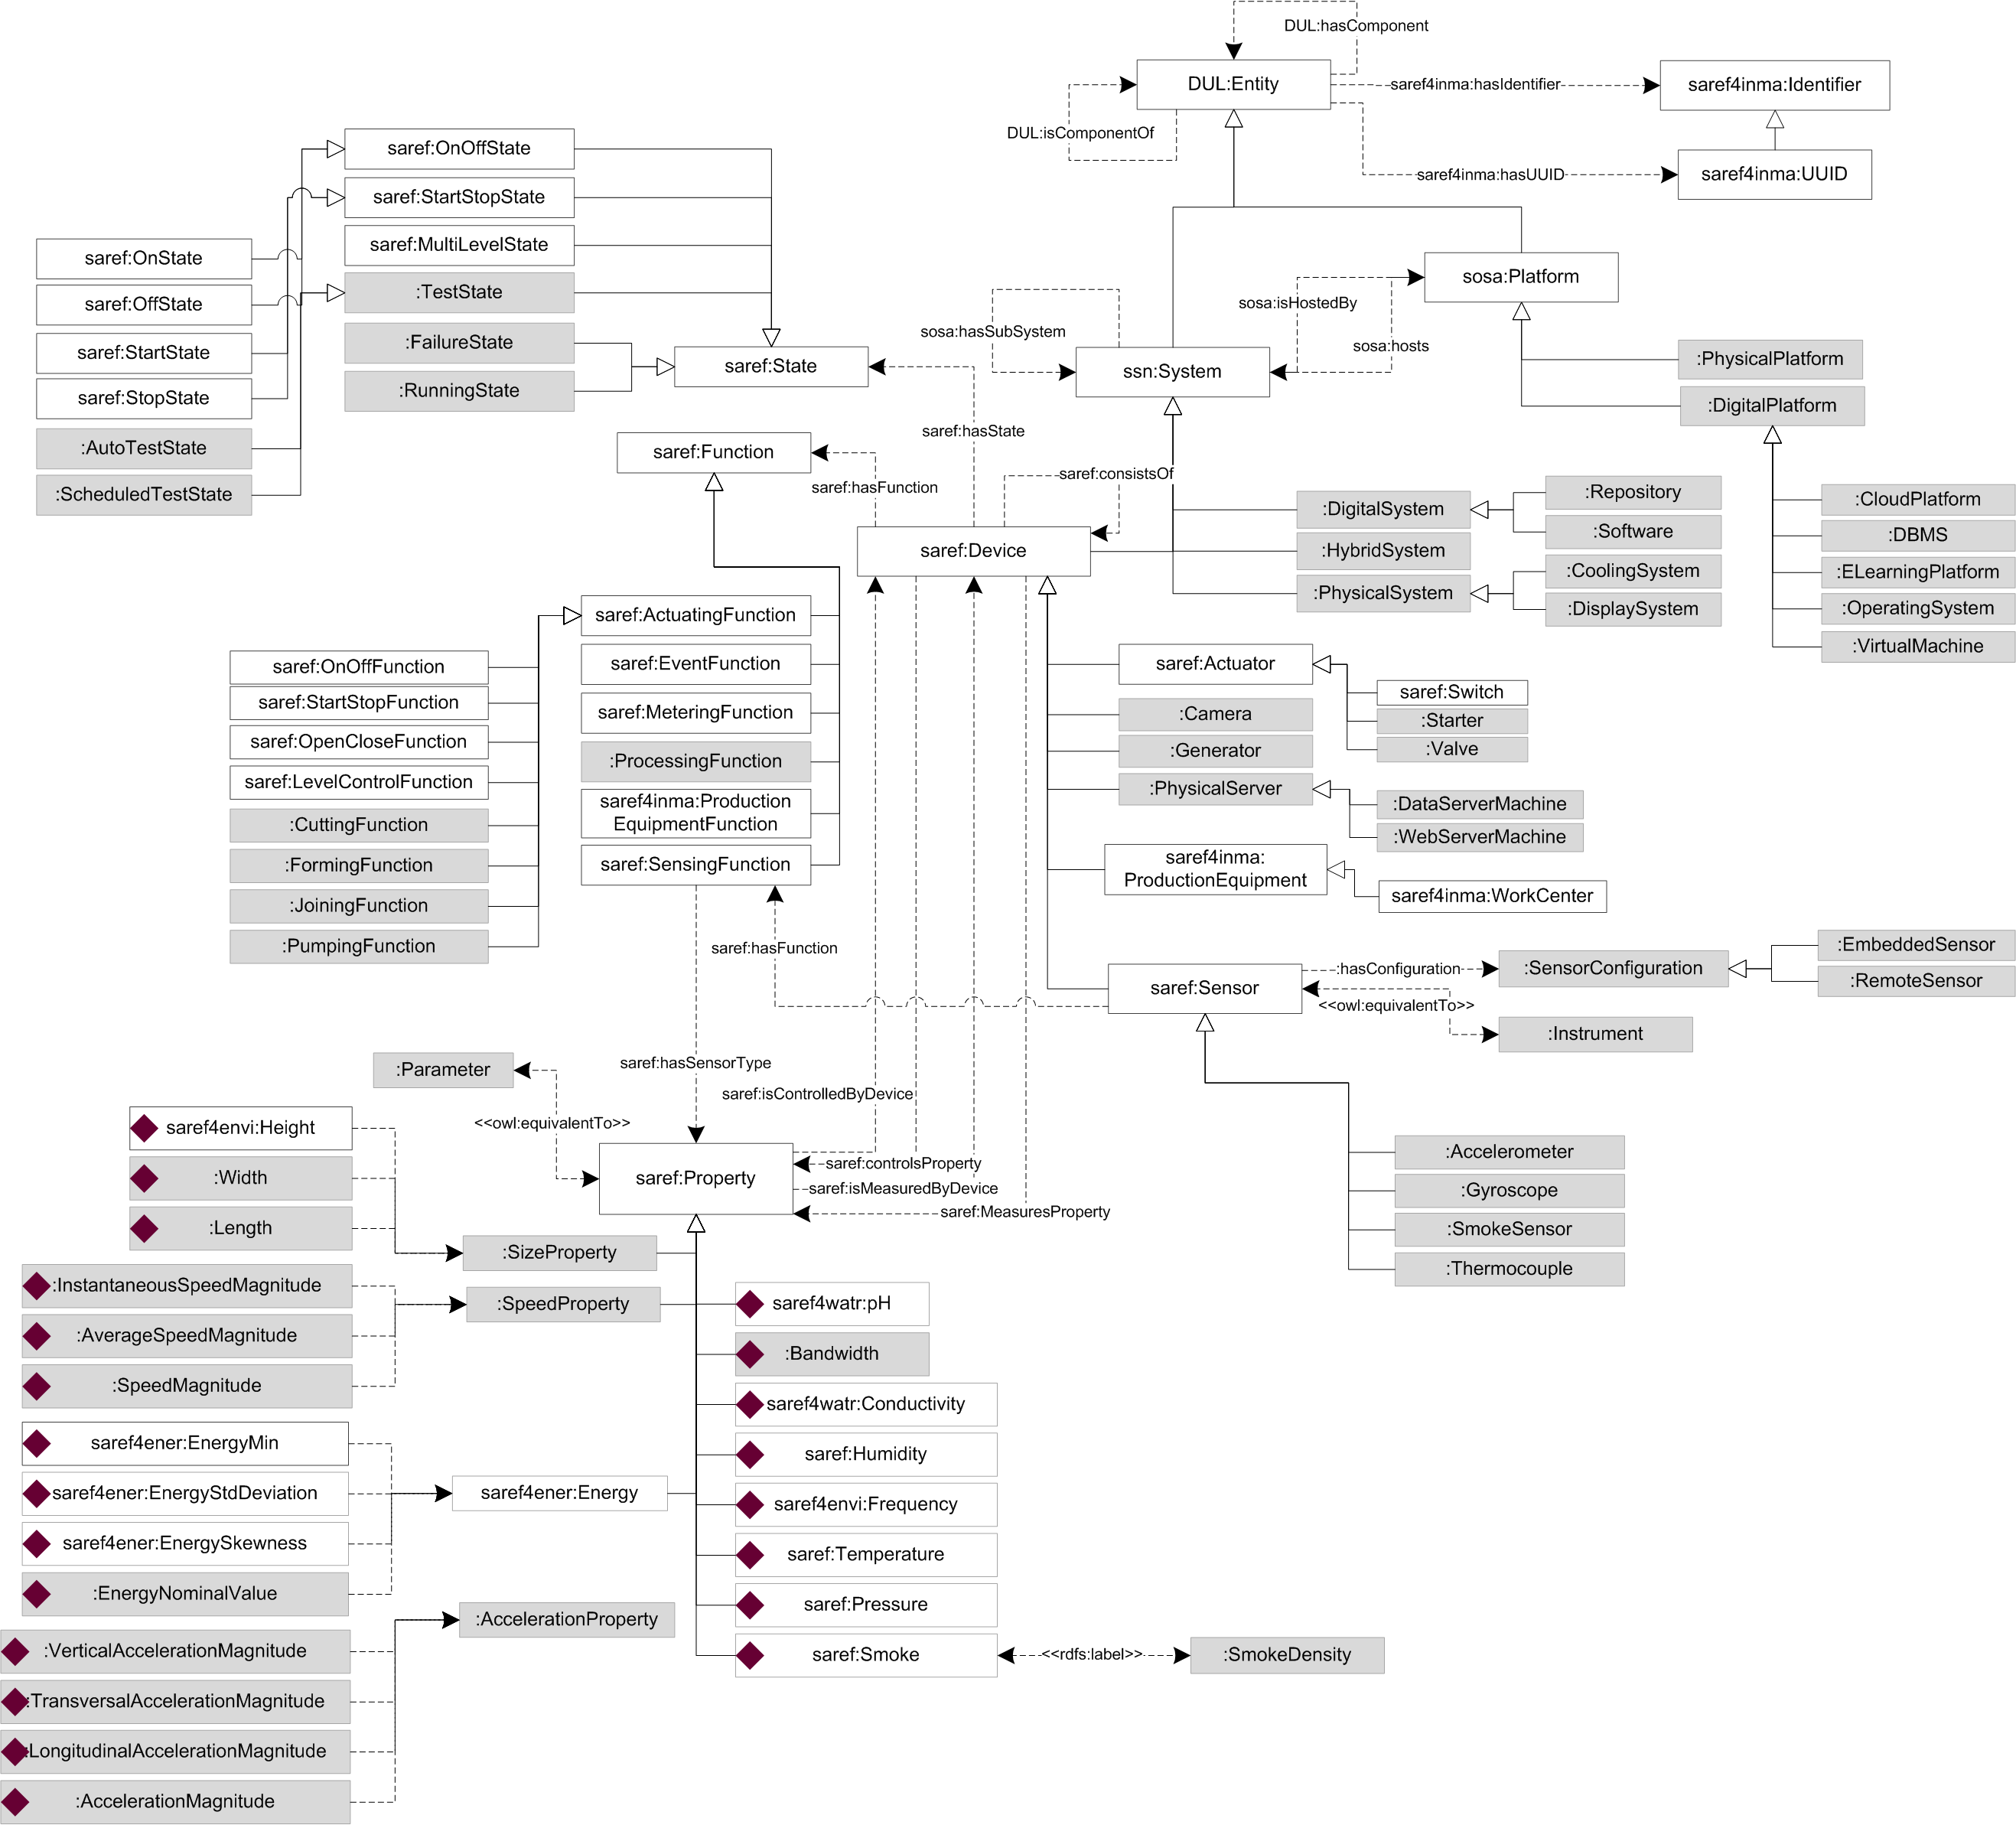 DUL:hasComponent
DUL:Entity
saref4inma:hasIdentifier
saref4inma:Identifier
DUL:isComponentOf
saref4inma:hasUUID
saref4inma:UUID
saref:OnOffState
saref:StartStopState
saref:MultiLevelState
:TestState
:FailureState
:RunningState
saref:OnState
saref:OffState
saref:StartState
saref:StopState
:AutoTestState
:ScheduledTestState
saref:State
sosa:hasSubSystem
sosa:isHostedBy
sosa:hosts
sosa:Platform
ssn:System
:PhysicalPlatform
:DigitalPlatform
saref:hasState
saref:Function
saref:hasFunction
saref:consistsOf
saref:Device
:DigitalSystem
:HybridSystem
:PhysicalSystem
:Repository
:Software
:CoolingSystem
:DisplaySystem
:CloudPlatform
:DBMS
:ELearningPlatform
:OperatingSystem
:VirtualMachine
saref:ActuatingFunction
saref:EventFunction
saref:MeteringFunction
:ProcessingFunction
saref4inma:Production
EquipmentFunction
saref:SensingFunction
saref:OnOffFunction
saref:StartStopFunction
saref:OpenCloseFunction
saref:LevelControlFunction
:CuttingFunction
:FormingFunction
:JoiningFunction
:PumpingFunction
saref:Actuator
:Camera
:Generator
:PhysicalServer
saref:Switch
:Starter
:Valve
:DataServerMachine
:WebServerMachine
saref4inma:
ProductionEquipment
saref4inma:WorkCenter
saref:hasFunction
saref:Sensor
:hasConfiguration
:SensorConfiguration
:EmbeddedSensor
:RemoteSensor
<<owl:equivalentTo>>
:Instrument
:Parameter
saref:hasSensorType
saref:isControlledByDevice
<<owl:equivalentTo>>
saref:Property
saref:controlsProperty
saref:isMeasuredByDevice
saref:MeasuresProperty
:Accelerometer
:Gyroscope
:SmokeSensor
:Thermocouple
saref4envi:Height
:Width
:Length
:SizeProperty
:InstantaneousSpeedMagnitude
:AverageSpeedMagnitude
:SpeedMagnitude
:SpeedProperty
saref4watr:pH
:Bandwidth
saref4watr:Conductivity
saref:Humidity
saref4envi:Frequency
saref:Temperature
saref:Pressure
saref:Smoke
<<rdfs:label>>
:SmokeDensity
saref4ener:EnergyMin
saref4ener:EnergyStdDeviation
saref4ener:EnergySkewness
:EnergyNominalValue
saref4ener:Energy
:AccelerationProperty
:VerticalAccelerationMagnitude
:TransversalAccelerationMagnitude
:LongitudinalAccelerationMagnitude
:AccelerationMagnitude